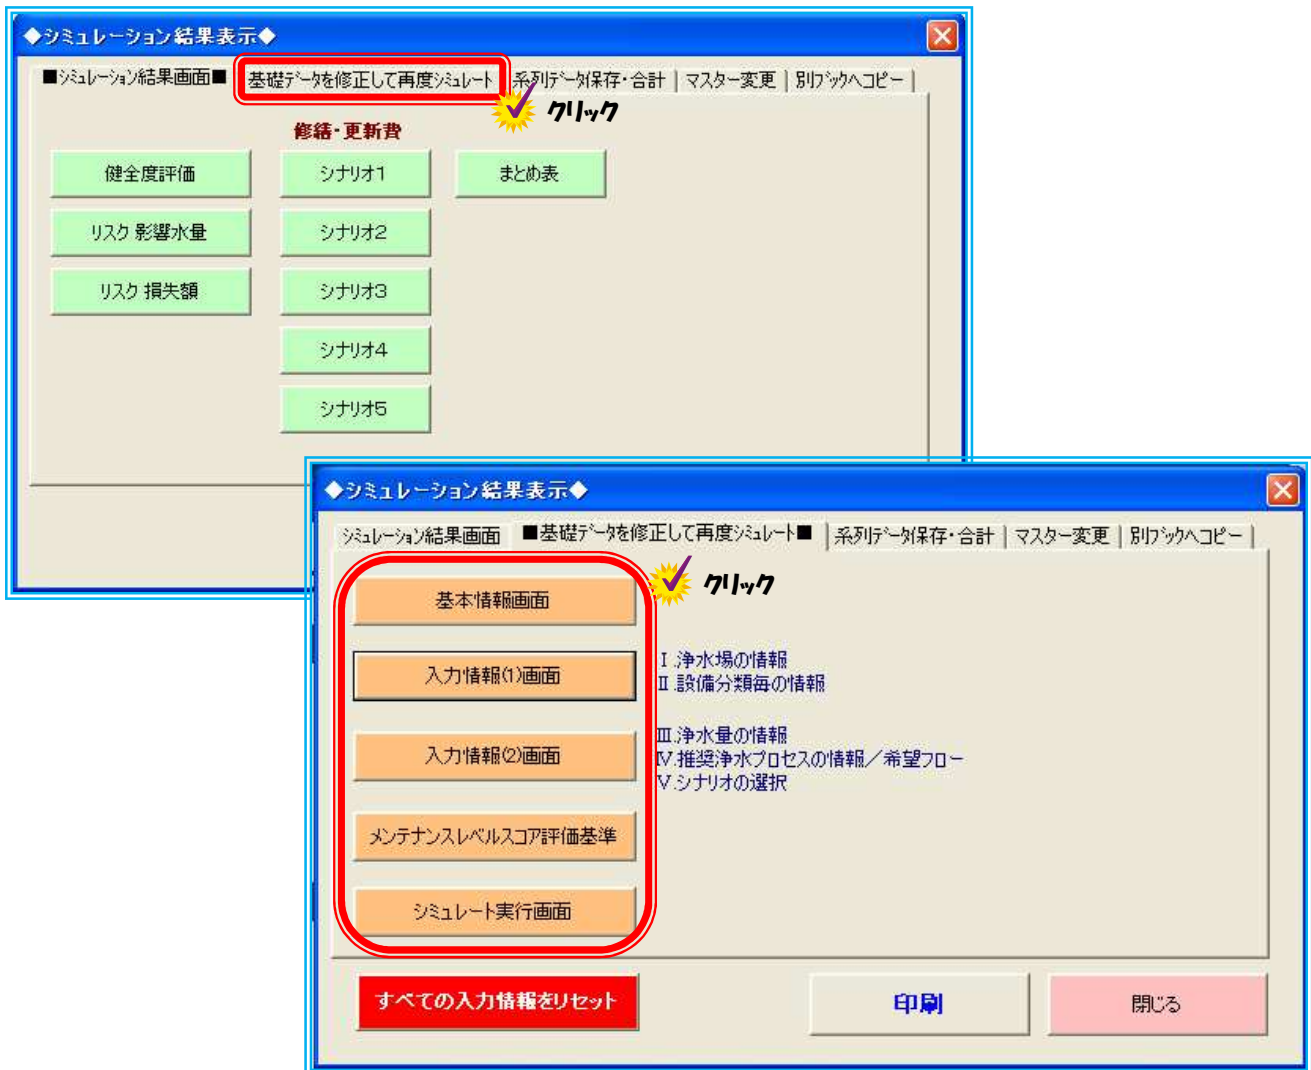 ◆シミュレーション結果表示◆
■シミュレーション結果画面■ 基礎データを修正して再度シミュレート 系列データ保存・合計 マスター変更 別ブックへコピー
クリック
修繕・更新費
健全度評価 シナリオ1 まとめ表
リスク 影響水量 シナリオ2
リスク 損失額 シナリオ3
シナリオ4
シナリオ5
◆シミュレーション結果表示◆
シミュレーション結果画面 ■基礎データを修正して再度シミュレート■ 系列データ保存・合計 マスター変更 別ブックへコピー
クリック
基本情報画面
入力情報(1)画面
Ⅰ.浄水場の情報
Ⅱ.設備分類毎の情報
入力情報(2)画面
Ⅲ.浄水量の情報
Ⅳ.推奨浄水プロセスの情報／希望フロー
Ⅴ.シナリオの選択
メンテナンスレベルスコア評価基準
シミュレート実行画面
すべての入力情報をリセット 印刷 閉じる